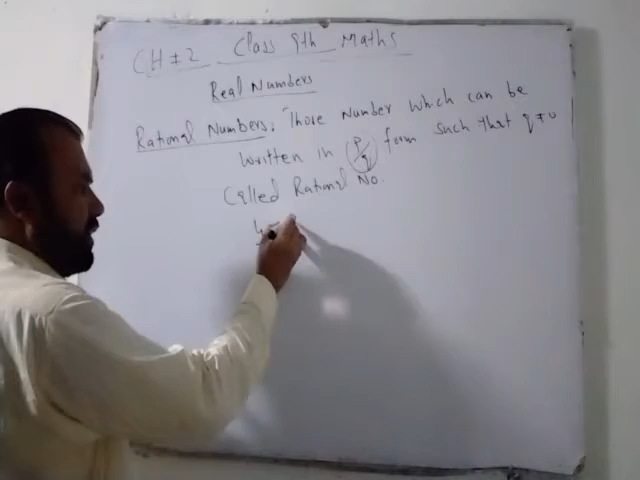 CH # 2 Class 9th Maths
Real Numbers
Rational Numbers: Those Number which can be
written in p/q form such that q ≠ 0
Called Rational No.